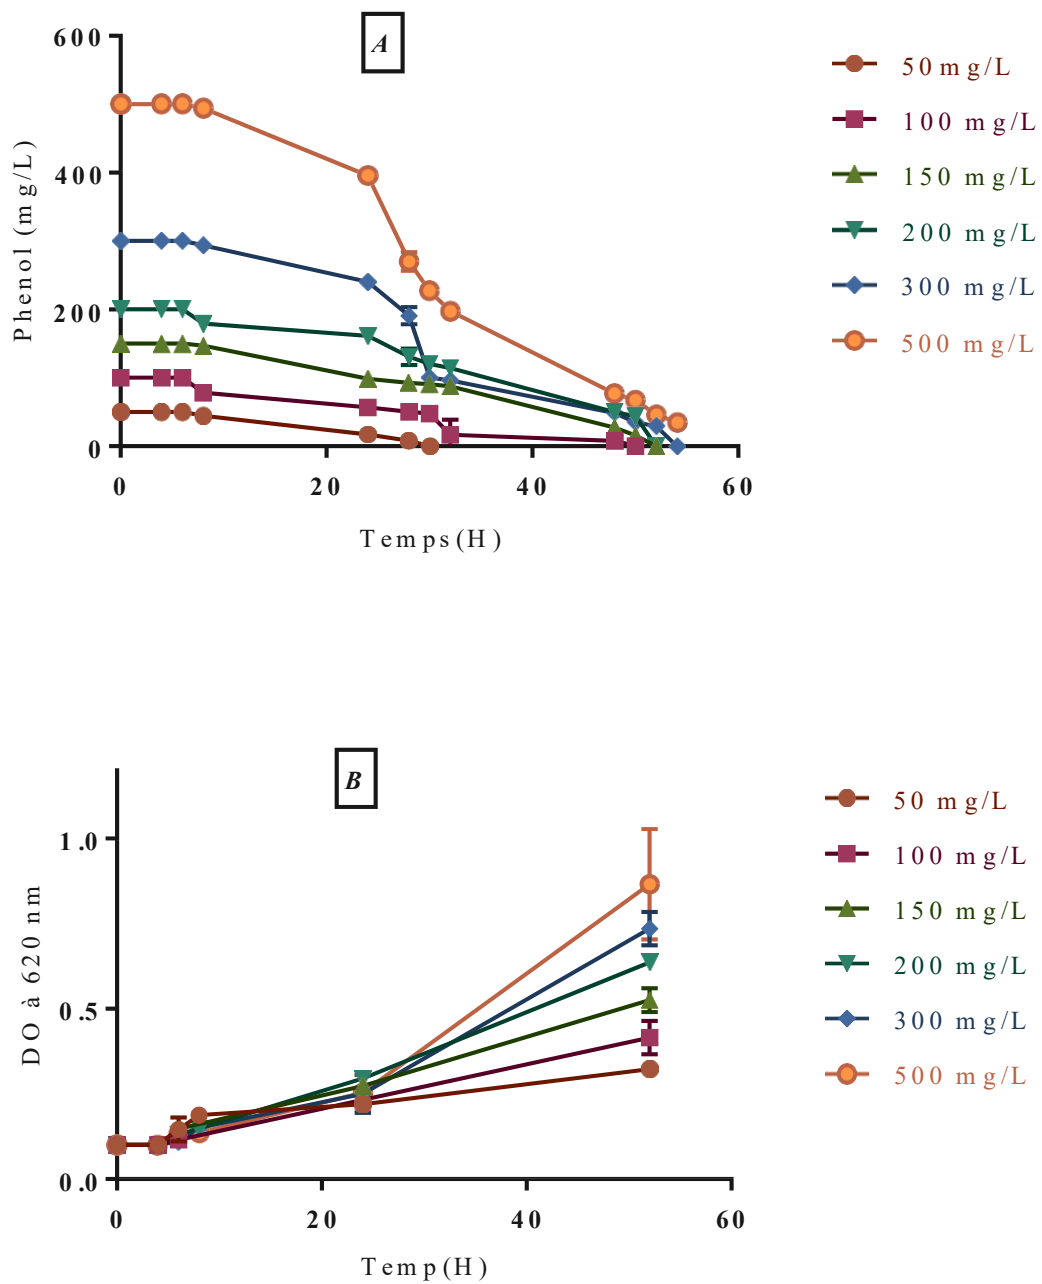 A
600
400
200
0
Phenol (mg/L)
0 20 40 60
Temps(H)
50 mg/L
100 mg/L
150 mg/L
200 mg/L
300 mg/L
500 mg/L
B
1.0
0.5
0.0
DO à 620 nm
0 20 40 60
Temp(H)
50 mg/L
100 mg/L
150 mg/L
200 mg/L
300 mg/L
500 mg/L